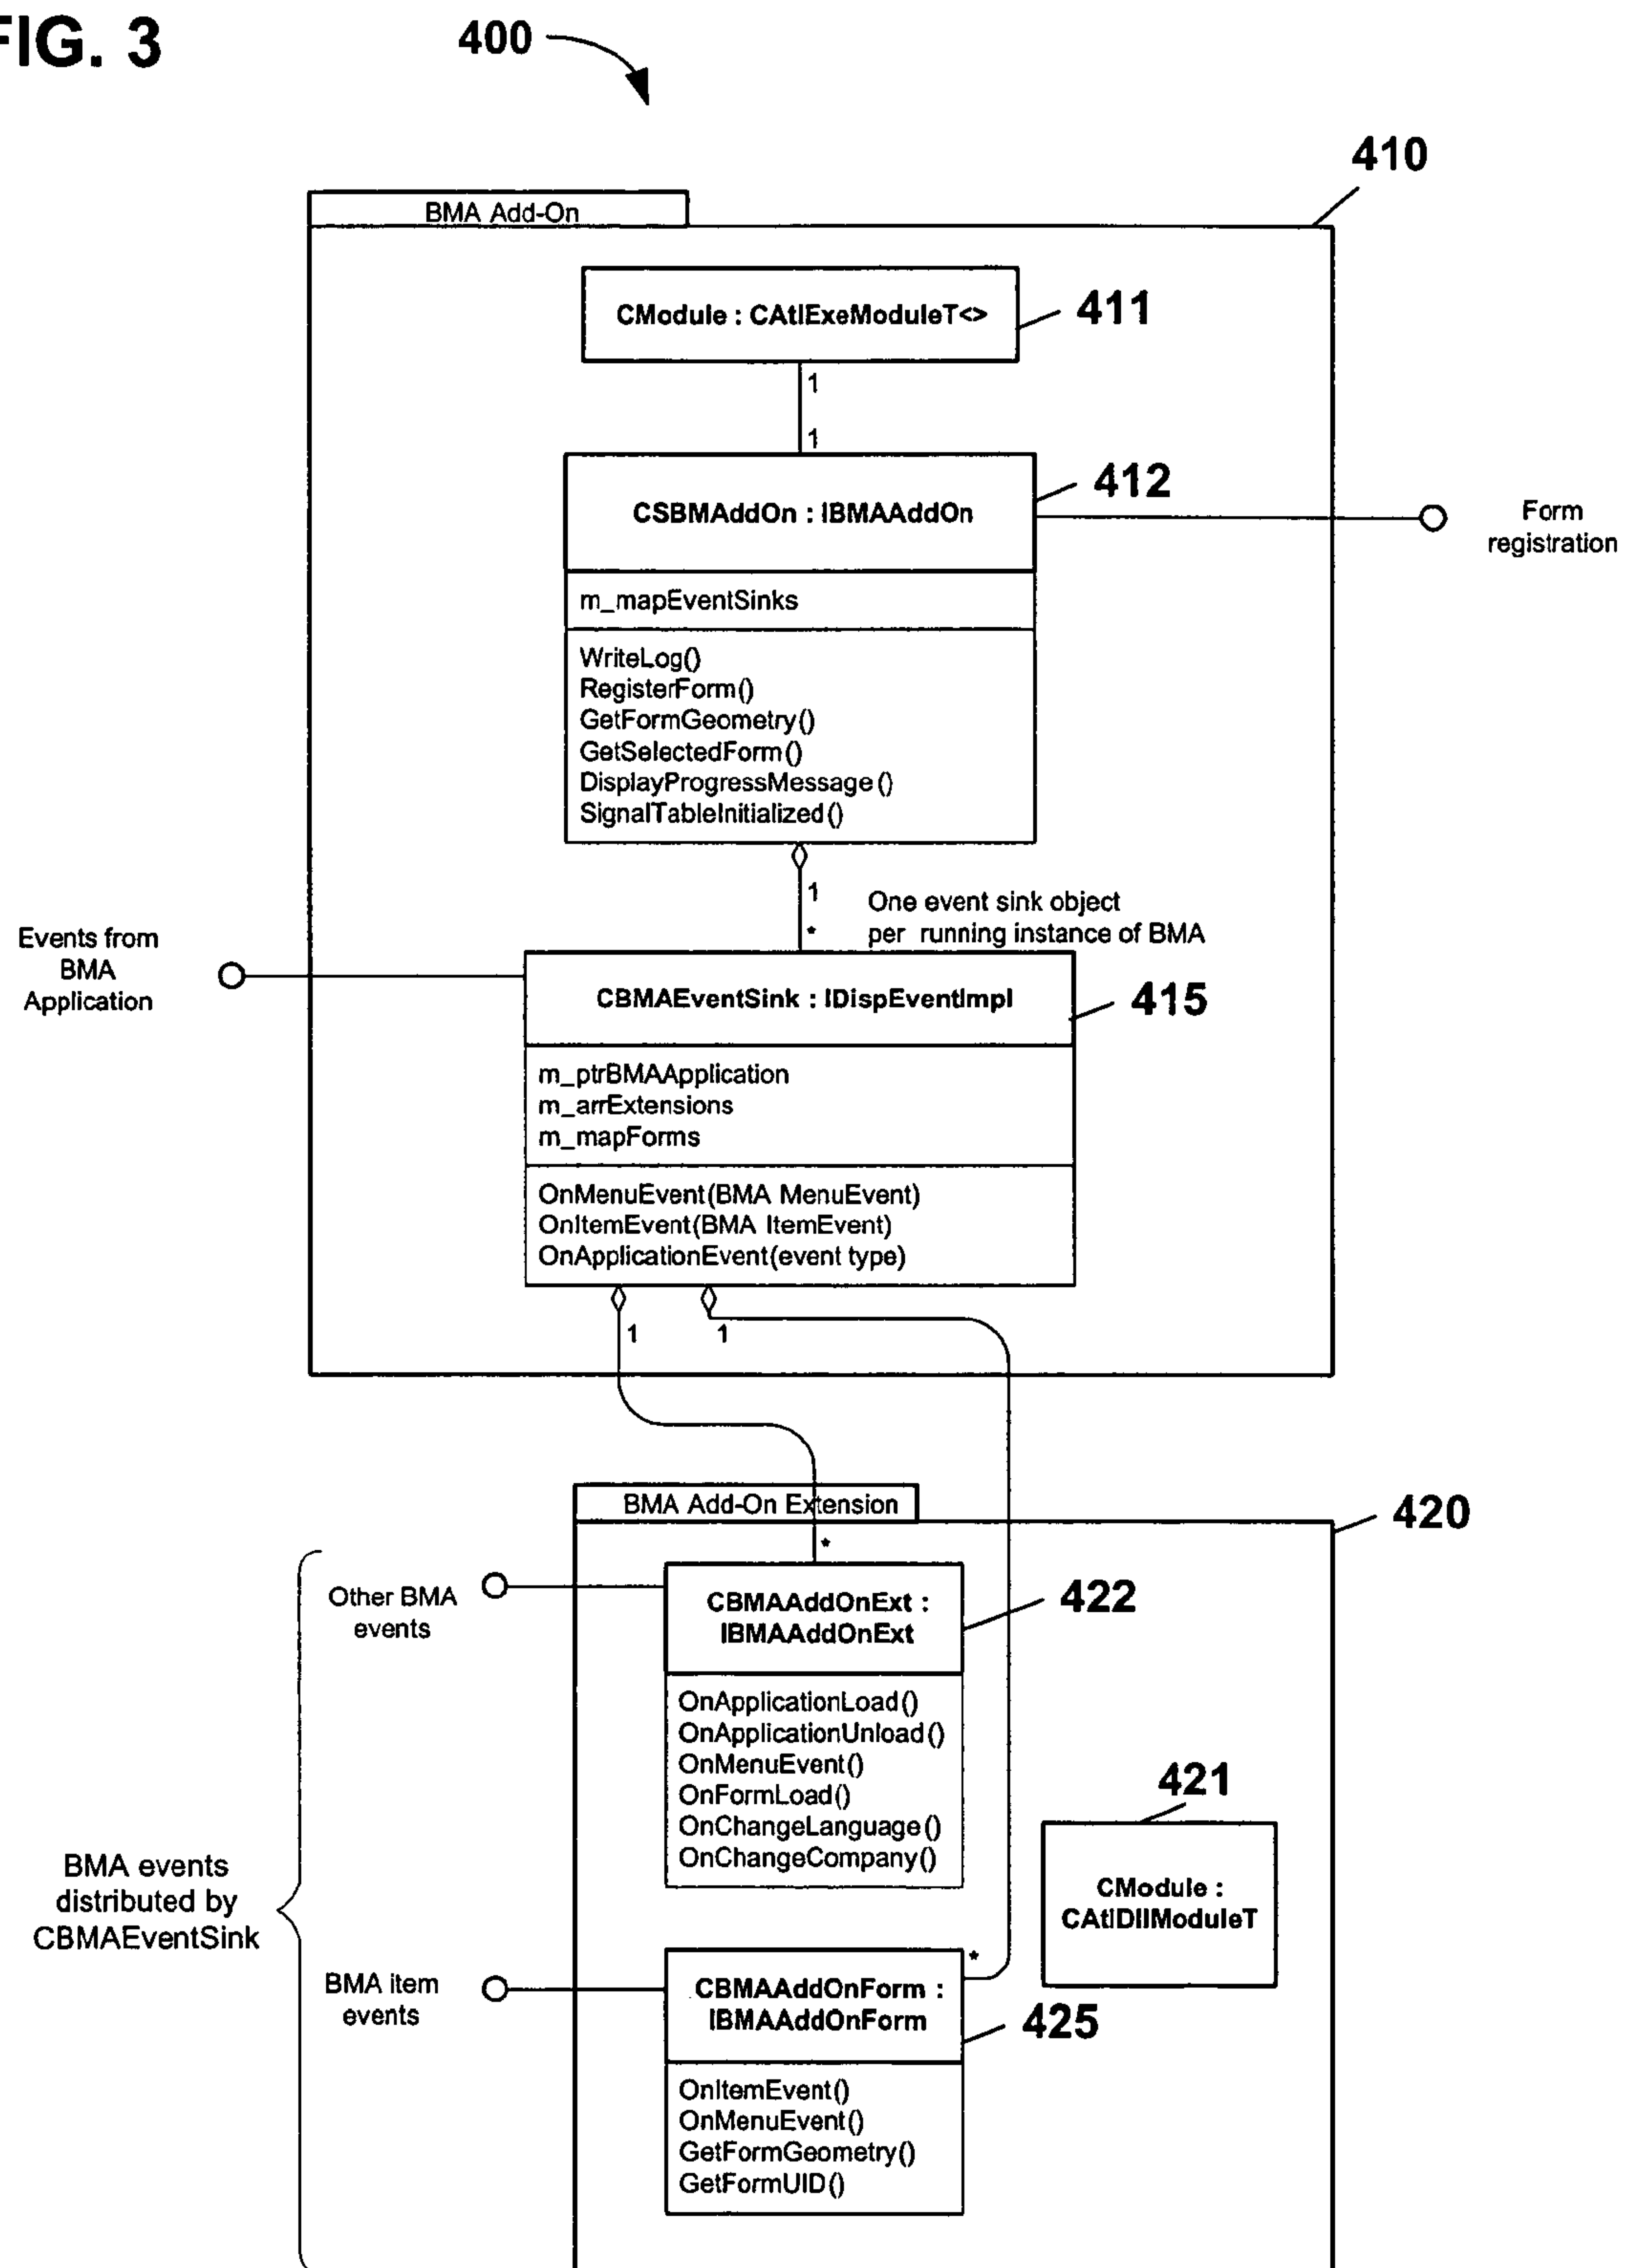 FIG. 3
400
410
BMA Add-On
CModule : CAtlExeModuleT<>
411
1
1
CSBMAddOn : IBMAAddOn
412
Form
registration
m_mapEventSinks
WriteLog()
RegisterForm()
GetFormGeometry()
GetSelectedForm()
DisplayProgressMessage()
SignalTableInitialized()
1
*
One event sink object
per running instance of BMA
Events from
BMA
Application
CBMAEventSink : IDispEventImpl
415
m_ptrBMAApplication
m_arrExtensions
m_mapForms
OnMenuEvent(BMA MenuEvent)
OnItemEvent(BMA ItemEvent)
OnApplicationEvent(event type)
1
1
BMA Add-On Extension
420
*
Other BMA
events
CBMAAddOnExt :
IBMAAddOnExt
422
OnApplicationLoad()
OnApplicationUnload()
OnMenuEvent()
OnFormLoad()
OnChangeLanguage()
OnChangeCompany()
421
CModule :
CAtlDllModuleT
BMA events
distributed by
CBMAEventSink
*
BMA item
events
CBMAAddOnForm :
IBMAAddOnForm
425
OnItemEvent()
OnMenuEvent()
GetFormGeometry()
GetFormUID()